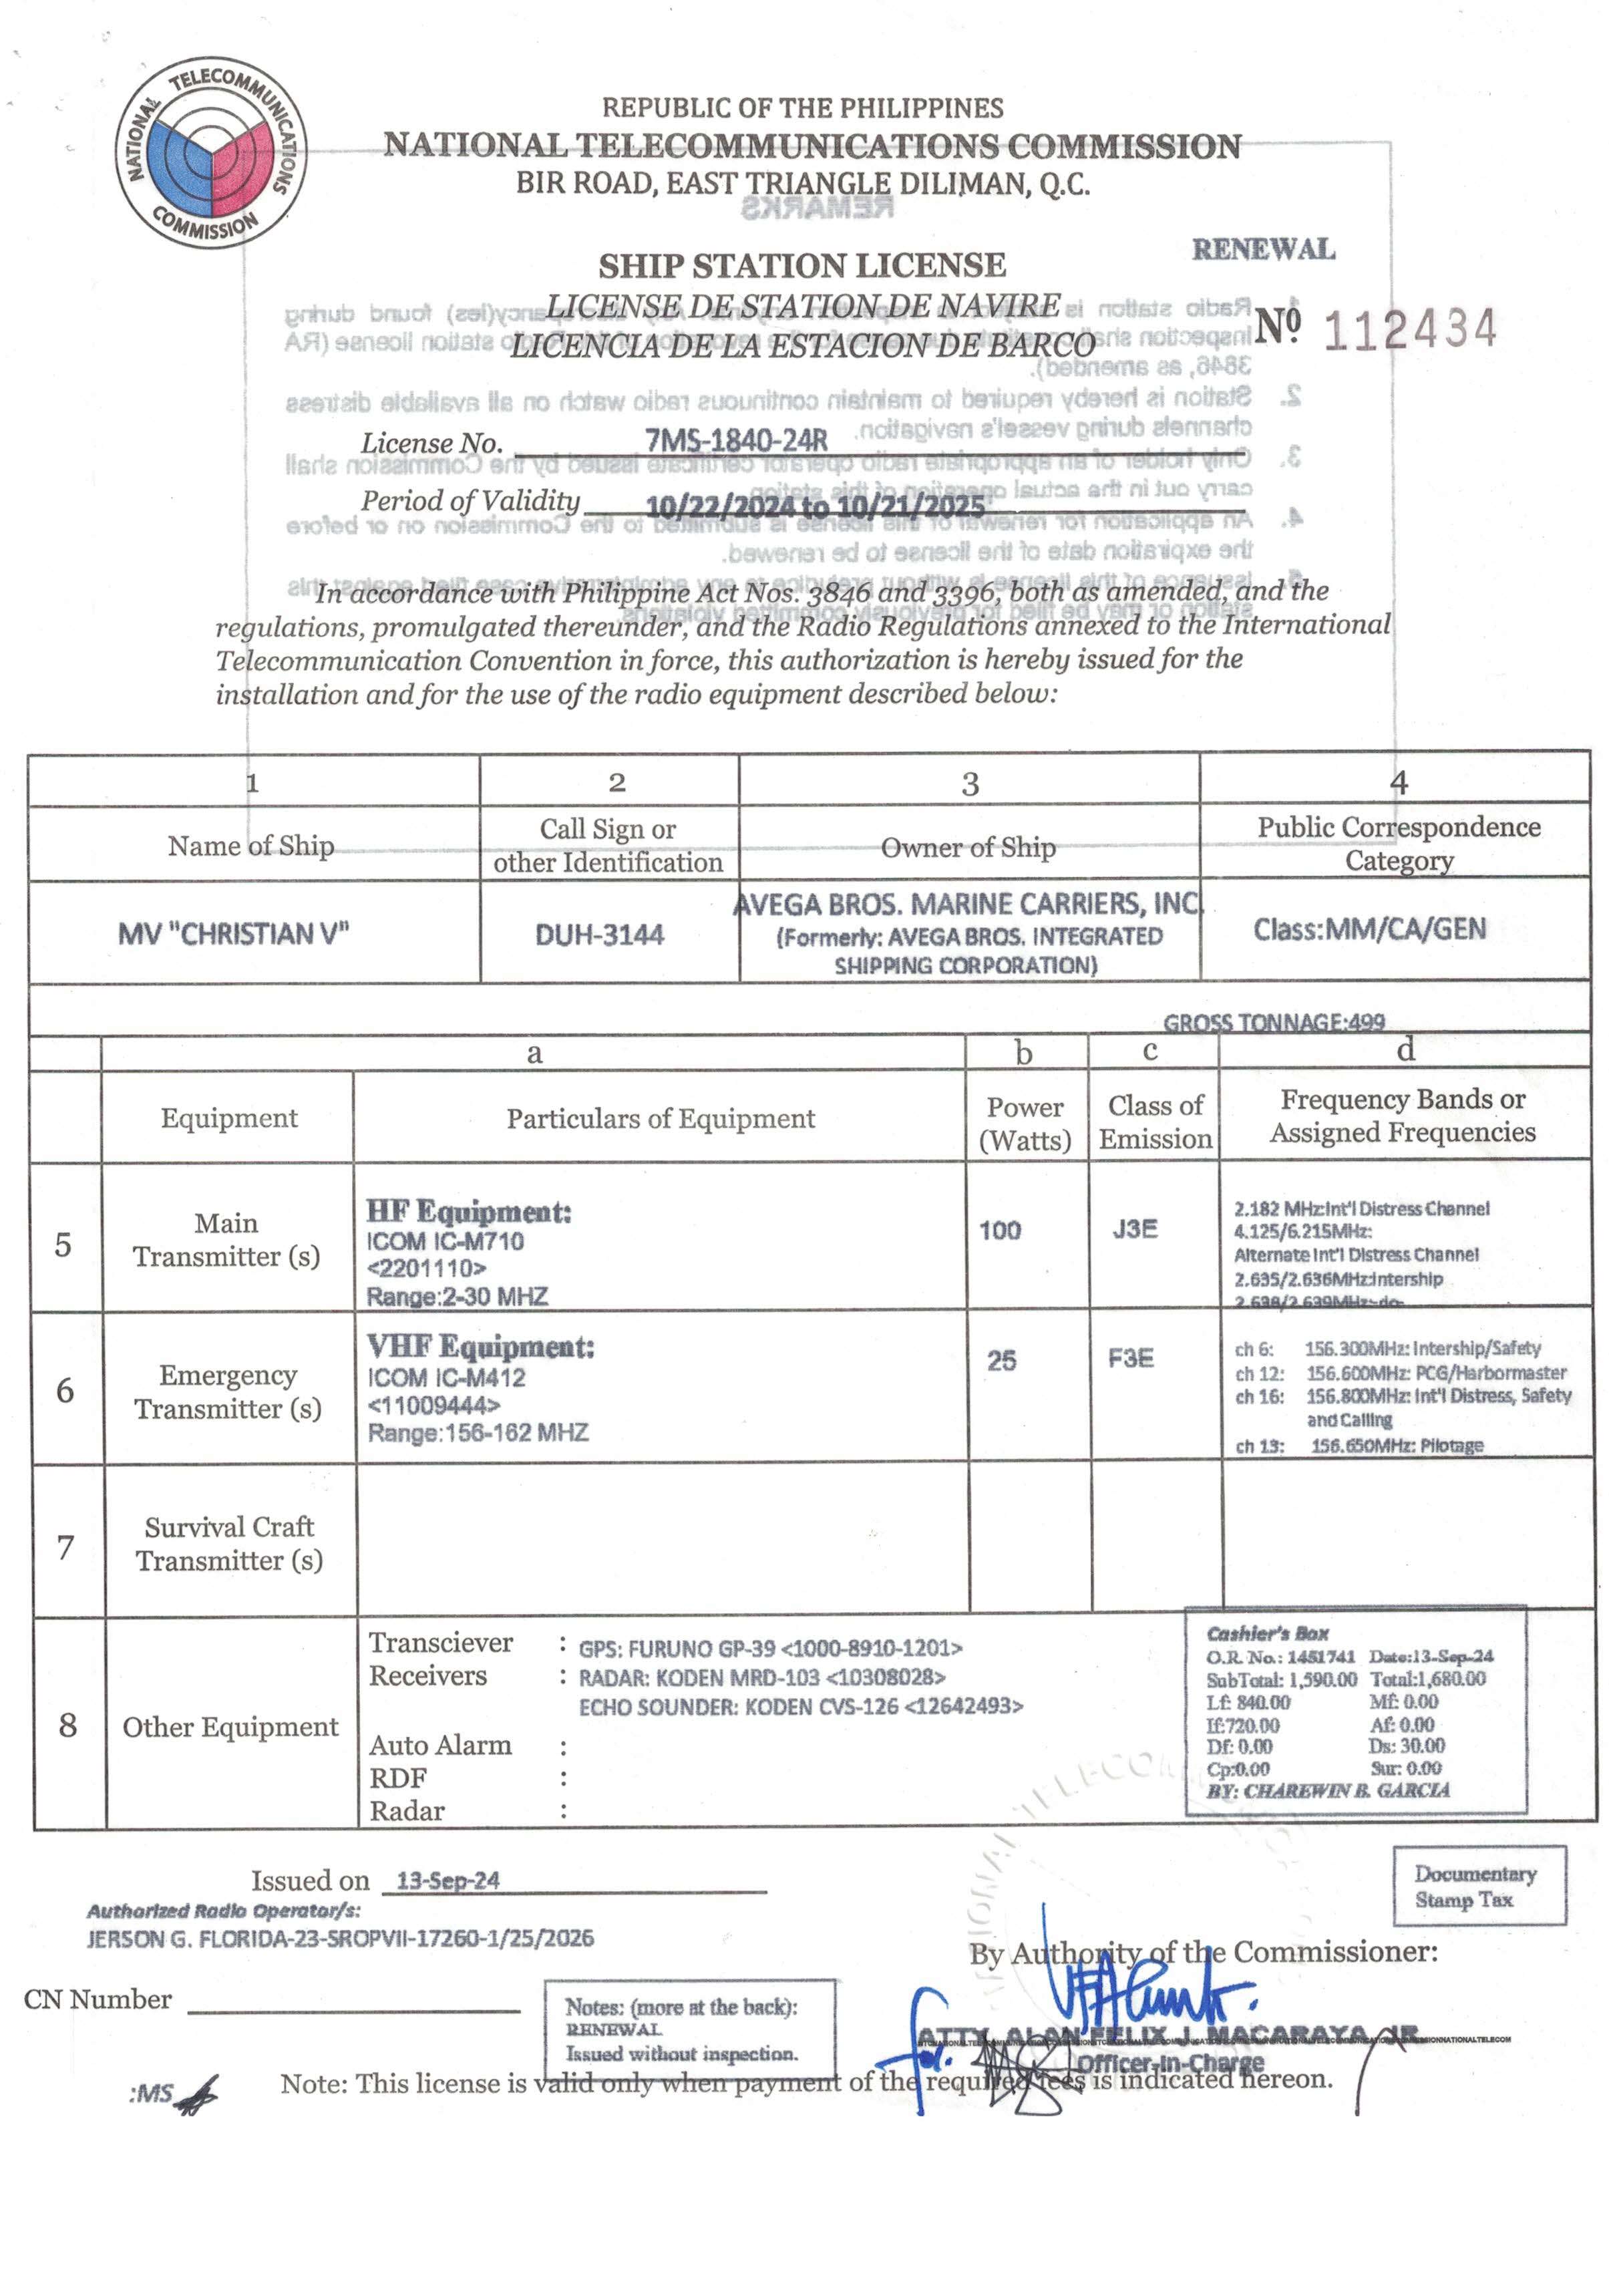 NATIONAL TELECOMMUNICATIONS COMMISSION
REPUBLIC OF THE PHILIPPINES
NATIONAL TELECOMMUNICATIONS COMMISSION
BIR ROAD, EAST TRIANGLE DILIMAN, Q.C.
REMARKS
RENEWAL
SHIP STATION LICENSE
LICENSE DE STATION DE NAVIRE
LICENCIA DE LA ESTACION DE BARCO
Nº 112434
License No. 7MS-1840-24R
Period of Validity 10/22/2024 to 10/21/2025
In accordance with Philippine Act Nos. 3846 and 3396, both as amended, and the
regulations, promulgated thereunder, and the Radio Regulations annexed to the International
Telecommunication Convention in force, this authorization is hereby issued for the
installation and for the use of the radio equipment described below:
1 2 3 4
Name of Ship
Call Sign or
other Identification
Owner of Ship
Public Correspondence
Category
MV "CHRISTIAN V"
DUH-3144
AVEGA BROS. MARINE CARRIERS, INC
(Formerly: AVEGA BROS. INTEGRATED
SHIPPING CORPORATION)
Class:MM/CA/GEN
GROSS TONNAGE:499
a b c d
Equipment
Particulars of Equipment
Power
(Watts)
Class of
Emission
Frequency Bands or
Assigned Frequencies
5
Main
Transmitter (s)
HF Equipment:
ICOM IC-M710
<2201110>
Range:2-30 MHZ
100
J3E
2.182 MHz:Int'l Distress Channel
4.125/6.215MHz:
Alternate Int'l Distress Channel
2.635/2.636MHz:Intership
2.638/2.639MHz:-do-
6
Emergency
Transmitter (s)
VHF Equipment:
ICOM IC-M412
<11009444>
Range:156-162 MHZ
25
F3E
ch 6: 156.300MHz: Intership/Safety
ch 12: 156.600MHz: PCG/Harbormaster
ch 16: 156.800MHz: Int'l Distress, Safety
and Calling
ch 13: 156.650MHz: Pilotage
7
Survival Craft
Transmitter (s)
8
Other Equipment
Transciever : GPS: FURUNO GP-39 <1000-8910-1201>
Receivers : RADAR: KODEN MRD-103 <10308028>
ECHO SOUNDER: KODEN CVS-126 <12642493>
Auto Alarm :
RDF :
Radar :
Cashier's Box
O.R. No.: 1451741 Date:13-Sep-24
SubTotal: 1,590.00 Total:1,680.00
Lf: 840.00 Mf: 0.00
If:720.00 Af: 0.00
Df: 0.00 Ds: 30.00
Cp:0.00 Sur: 0.00
BY: CHAREWIN B. GARCIA
Issued on 13-Sep-24
Authorized Radio Operator/s:
JERSON G. FLORIDA-23-SROPVII-17260-1/25/2026
Documentary
Stamp Tax
By Authority of the Commissioner:
CN Number
Notes: (more at the back):
RENEWAL
Issued without inspection.
for:
ATTY. ALAN FELIX J. MACARAYA, JR
Officer-In-Charge
:MS
Note: This license is valid only when payment of the required fees is indicated hereon.